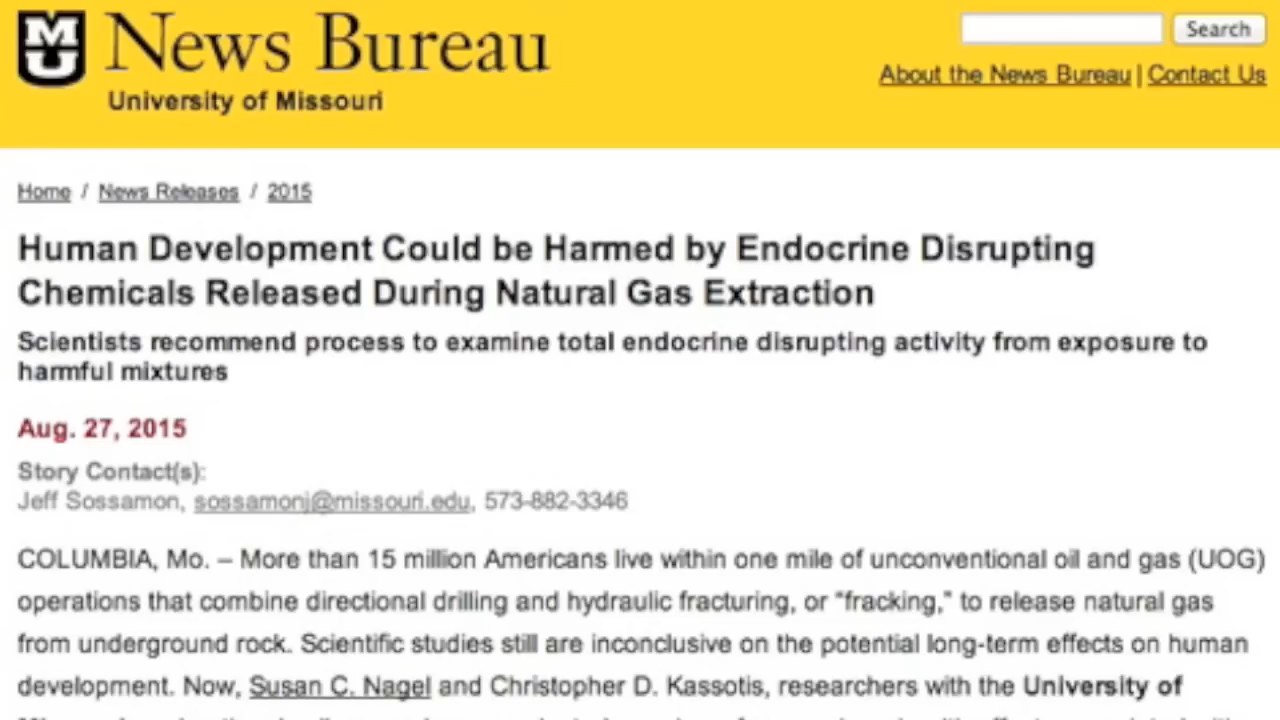 MU News Bureau
University of Missouri
Search
About the News Bureau | Contact Us
Home / News Releases / 2015
Human Development Could be Harmed by Endocrine Disrupting
Chemicals Released During Natural Gas Extraction
Scientists recommend process to examine total endocrine disrupting activity from exposure to
harmful mixtures
Aug. 27, 2015
Story Contact(s):
Jeff Sossamon, sossamonj@missouri.edu, 573-882-3346
COLUMBIA, Mo. – More than 15 million Americans live within one mile of unconventional oil and gas (UOG)
operations that combine directional drilling and hydraulic fracturing, or "fracking," to release natural gas
from underground rock. Scientific studies still are inconclusive on the potential long-term effects on human
development. Now, Susan C. Nagel and Christopher D. Kassotis, researchers with the University of